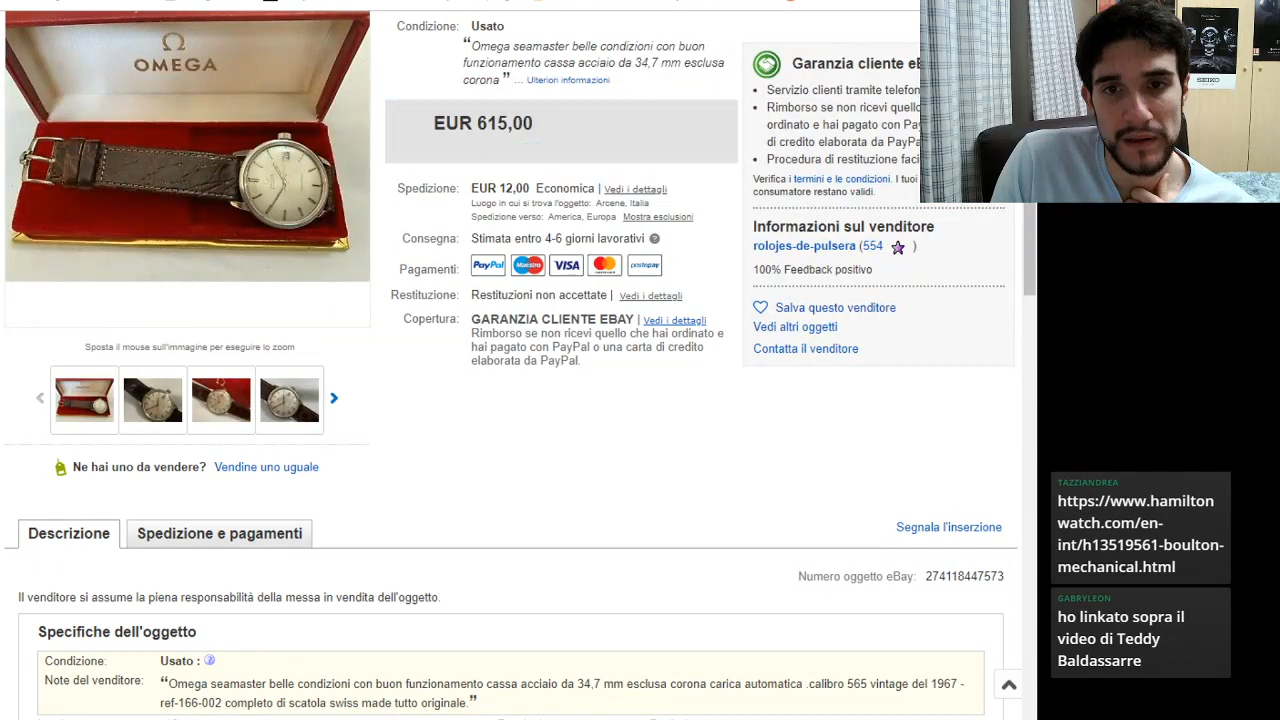 Ω
OMEGA
Condizione: Usato
“Omega seamaster belle condizioni con buon
funzionamento cassa acciaio da 34,7 mm esclusa
corona ” ... Ulteriori informazioni
EUR 615,00
Spedizione: EUR 12,00 Economica | Vedi i dettagli
Luogo in cui si trova l'oggetto: Arcene, Italia
Spedizione verso: America, Europa Mostra esclusioni
Consegna: Stimata entro 4-6 giorni lavorativi ?
Pagamenti: PayPal Maestro VISA mastercard postepay
Restituzione: Restituzioni non accettate | Vedi i dettagli
Copertura: GARANZIA CLIENTE EBAY | Vedi i dettagli
Rimborso se non ricevi quello che hai ordinato e
hai pagato con PayPal o una carta di credito
elaborata da PayPal.
Garanzia cliente eB
• Servizio clienti tramite telefon
• Rimborso se non ricevi quello
ordinato e hai pagato con Pay
di credito elaborata da PayPal
• Procedura di restituzione faci
Verifica i termini e le condizioni. I tuoi
consumatore restano validi.
Informazioni sul venditore
rolojes-de-pulsera (554 )
100% Feedback positivo
Salva questo venditore
Vedi altri oggetti
Contatta il venditore
SEIKO
Sposta il mouse sull'immagine per eseguire lo zoom
Ne hai uno da vendere? Vendine uno uguale
Descrizione
Spedizione e pagamenti
Segnala l'inserzione
Numero oggetto eBay: 274118447573
Il venditore si assume la piena responsabilità della messa in vendita dell'oggetto.
Specifiche dell'oggetto
Condizione: Usato : ?
Note del venditore: “Omega seamaster belle condizioni con buon funzionamento cassa acciaio da 34,7 mm esclusa corona carica automatica .calibro 565 vintage del 1967 -
ref-166-002 completo di scatola swiss made tutto originale.”
TAZZIANDREA
https://www.hamilton
watch.com/en-
int/h13519561-boulton-
mechanical.html
GABRYLEON
ho linkato sopra il
video di Teddy
Baldassarre